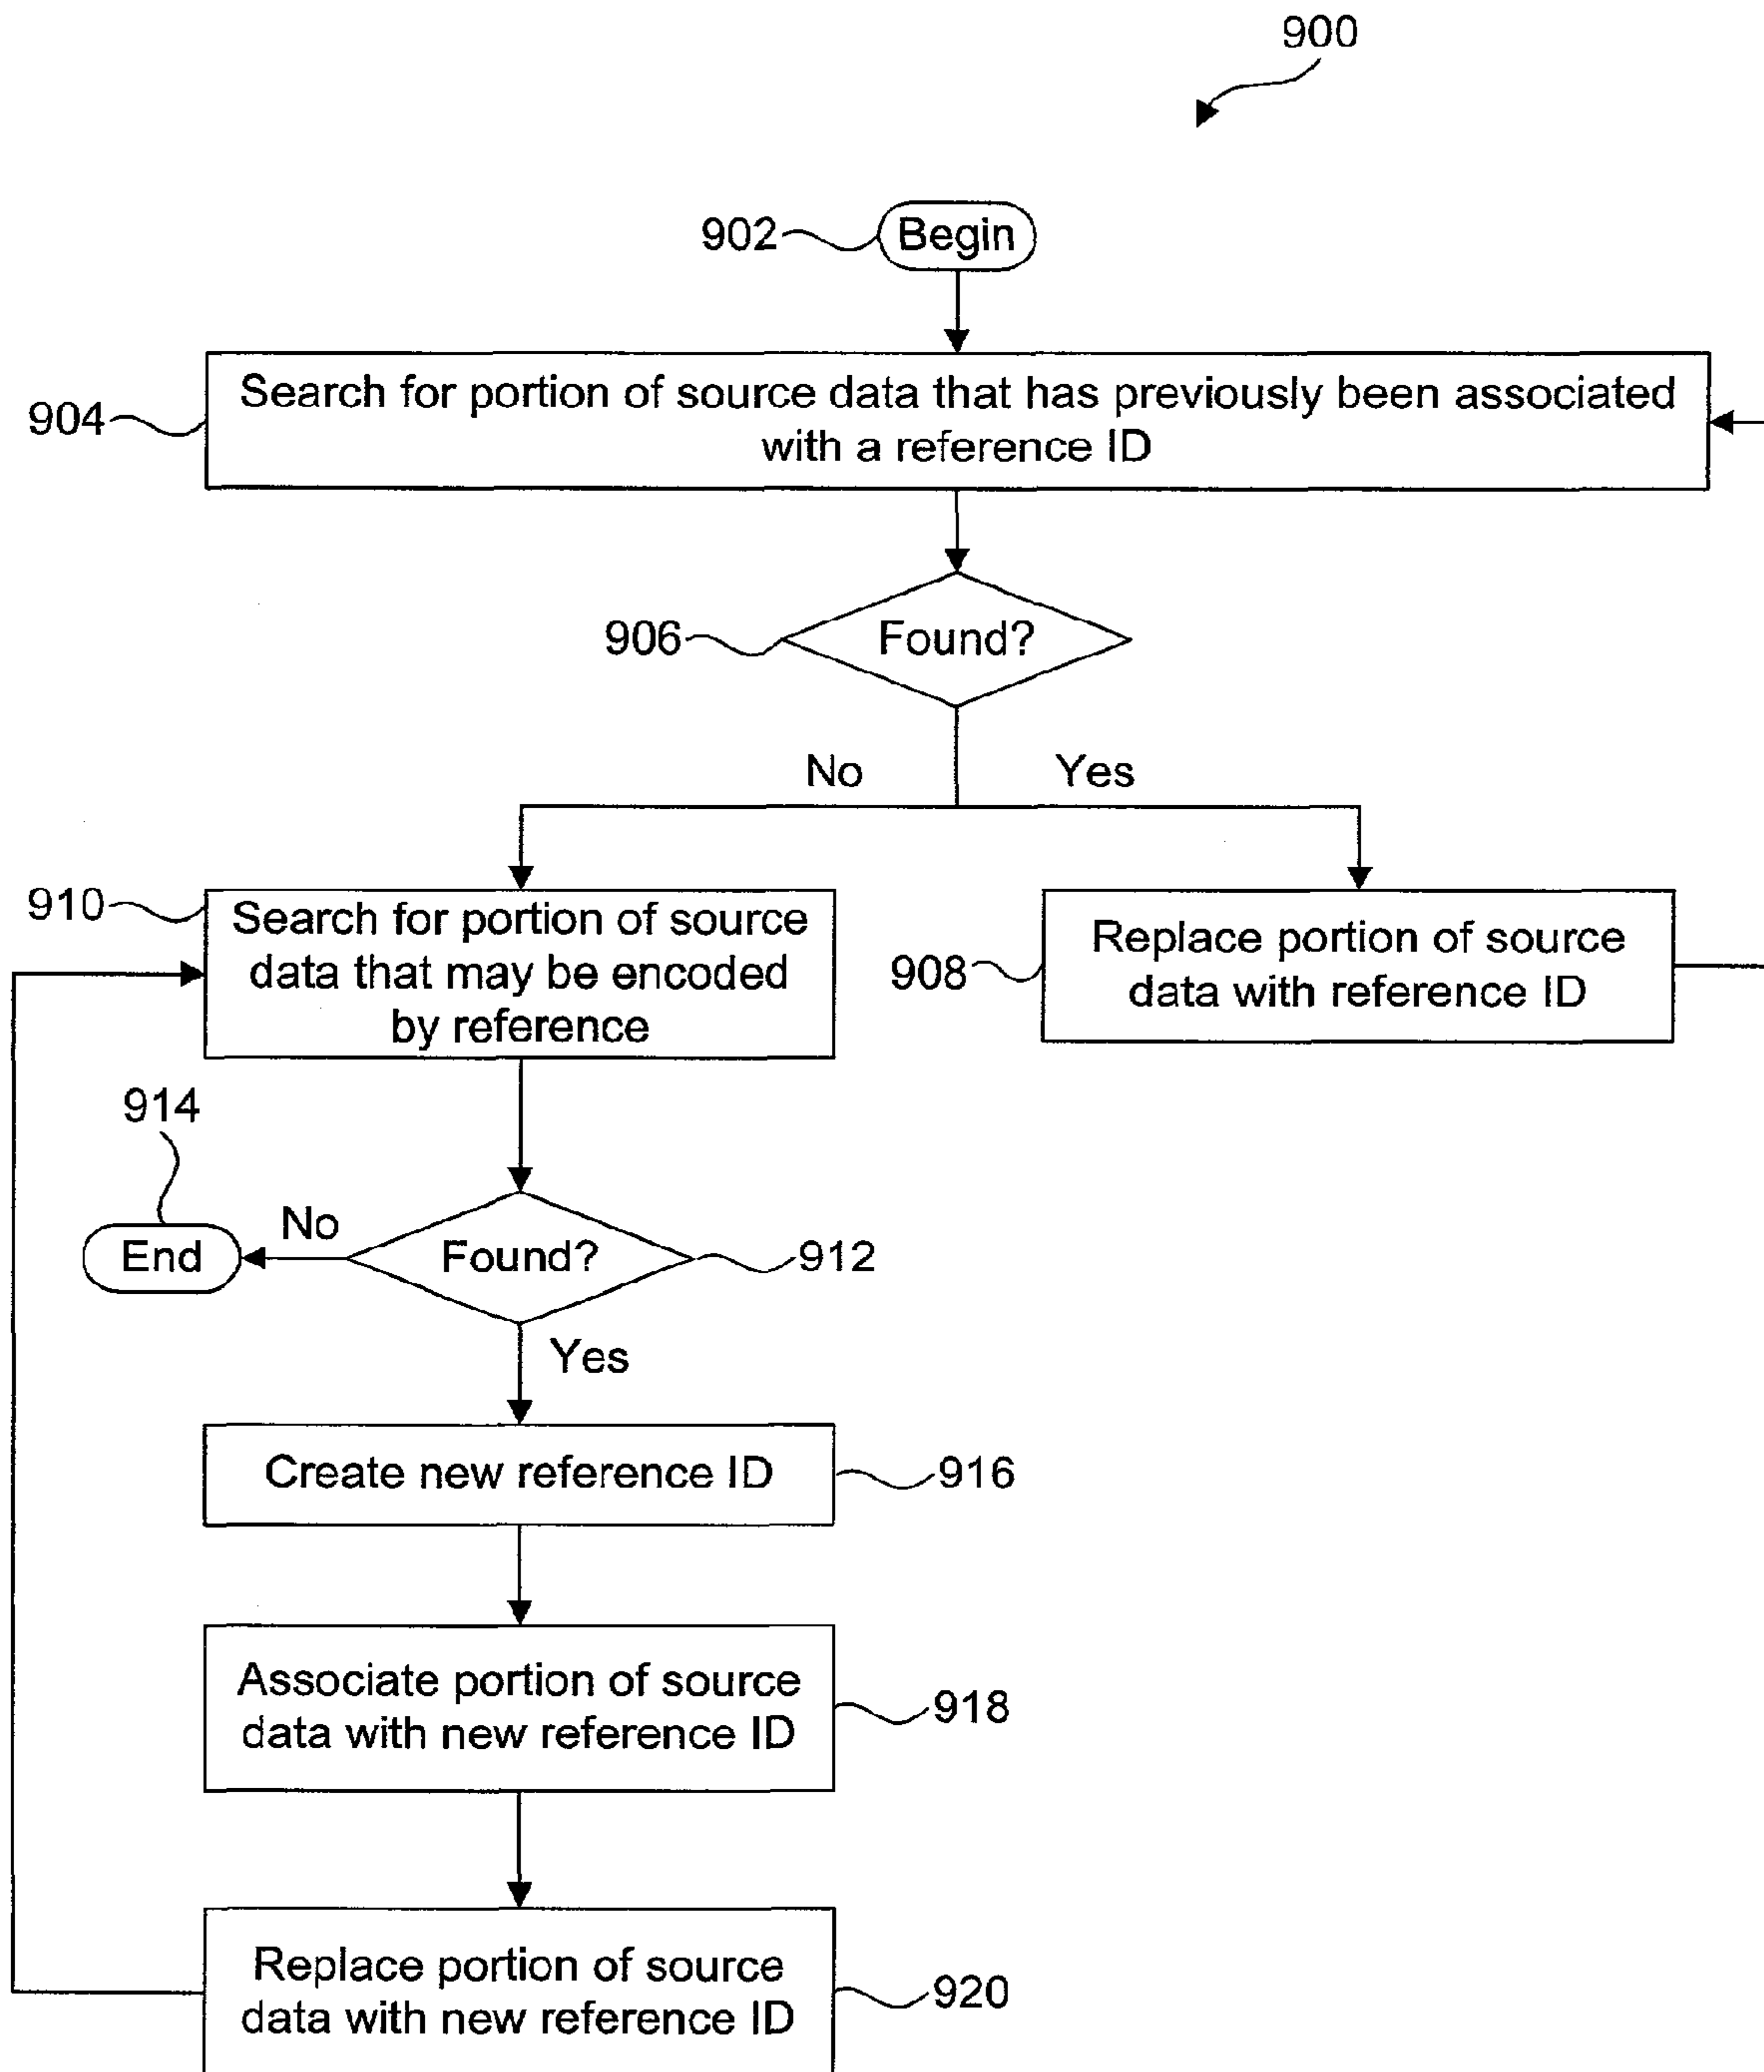 900
902
Begin
904
Search for portion of source data that has previously been associated
with a reference ID
906
Found?
No
Yes
910
Search for portion of source
data that may be encoded
by reference
908
Replace portion of source
data with reference ID
914
End
No
Found?
912
Yes
Create new reference ID
916
Associate portion of source
data with new reference ID
918
Replace portion of source
data with new reference ID
920